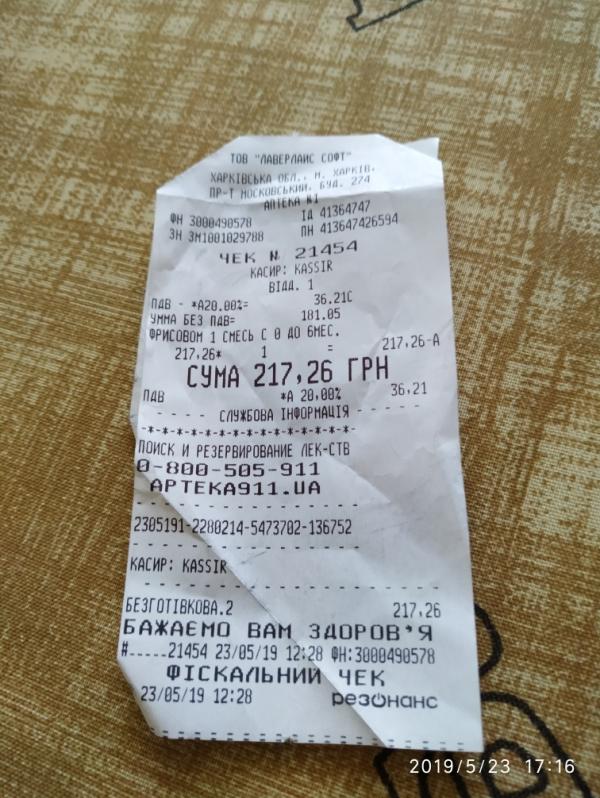 ТОВ "ЛАВЕРЛАЙС СОФТ"
ХАРКІВСЬКА ОБЛ., М. ХАРКІВ,
ПР-Т МОСКОВСЬКИЙ, БУД. 274
АПТЕКА №1
ФН 3000490578 ІД 41364747
ЗН ЗМ1001029788 ПН 413647426594
ЧЕК № 21454
КАСИР: KASSIR
ВІДД. 1
ПДВ - *А20.00%= 36.21С
УММА БЕЗ ПДВ= 181.05
ФРИСОВОМ 1 СМЕСЬ С 0 ДО 6МЕС.
217,26* 1 = 217,26-А
СУМА 217,26 ГРН
ПДВ *А 20,00% 36,21
- - - - СЛУЖБОВА ІНФОРМАЦІЯ - - - - -
-*-*-*-*-*-*-*-*-*-*-*-*-*-*-*-*-
ПОИСК И РЕЗЕРВИРОВАНИЕ ЛЕК-СТВ
0-800-505-911
АРТЕКА911.UA
2305191-2280214-5473702-136752
КАСИР: KASSIR
БЕЗГОТІВКОВА.2 217,26
БАЖАЄМО ВАМ ЗДОРОВ*Я
#.....21454 23/05/19 12:28 ФН:3000490578
ФІСКАЛЬНИЙ ЧЕК
23/05/19 12:28 резонанс
2019/5/23 17:16